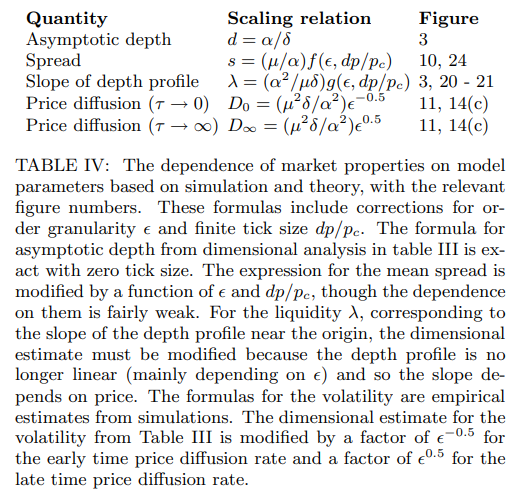 Quantity Scaling relation Figure
Asymptotic depth d = α/δ 3
Spread s = (μ/α)f(ϵ, dp/p_c) 10, 24
Slope of depth profile λ = (α²/μδ)g(ϵ, dp/p_c) 3, 20 - 21
Price diffusion (τ → 0) D₀ = (μ²δ/α²)ϵ^{−0.5} 11, 14(c)
Price diffusion (τ → ∞) D_∞ = (μ²δ/α²)ϵ^{0.5} 11, 14(c)
TABLE IV: The dependence of market properties on model
parameters based on simulation and theory, with the relevant
figure numbers. These formulas include corrections for or-
der granularity ϵ and finite tick size dp/p_c. The formula for
asymptotic depth from dimensional analysis in table III is ex-
act with zero tick size. The expression for the mean spread is
modified by a function of ϵ and dp/p_c, though the dependence
on them is fairly weak. For the liquidity λ, corresponding to
the slope of the depth profile near the origin, the dimensional
estimate must be modified because the depth profile is no
longer linear (mainly depending on ϵ) and so the slope de-
pends on price. The formulas for the volatility are empirical
estimates from simulations. The dimensional estimate for the
volatility from Table III is modified by a factor of ϵ^{−0.5} for
the early time price diffusion rate and a factor of ϵ^{0.5} for the
late time price diffusion rate.